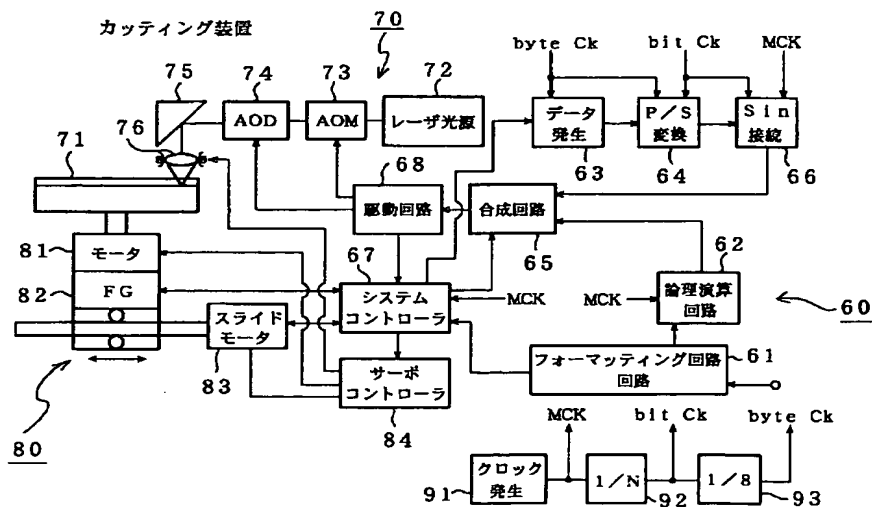 カッティング装置
70
byte Ck
bit Ck
MCK
75
74
73
72
AOD
AOM
レーザ光源
データ
発生
P/S
変換
Sin
接続
76
71
68
63
64
66
駆動回路
合成回路
65
62
81
モータ
82
FG
67
システム
コントローラ
MCK
MCK
論理演算
回路
60
スライド
モータ
83
フォーマッティング回路
回路
61
サーボ
コントローラ
84
80
MCK
bit Ck
byte Ck
クロック
発生
91
1/N
92
1/8
93